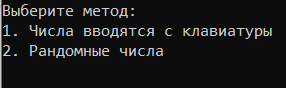 Выберите метод:
1. Числа вводятся с клавиатуры
2. Рандомные числа